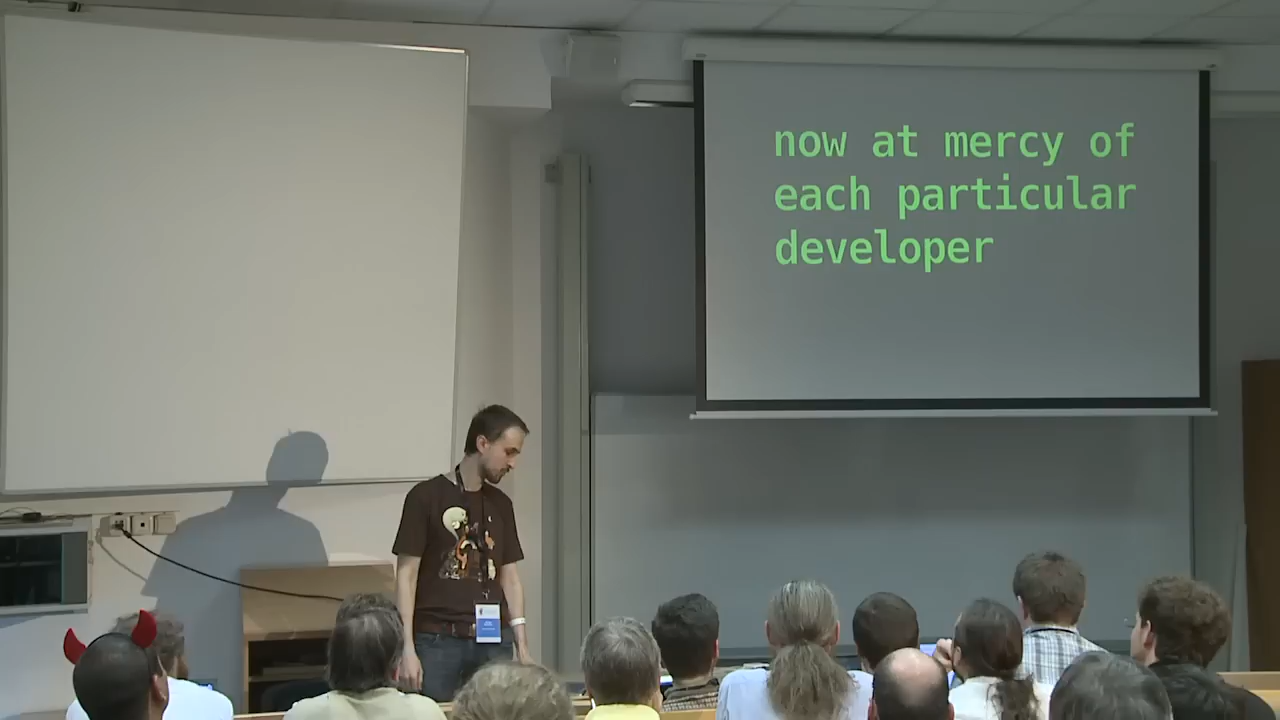 now at mercy of
each particular
developer